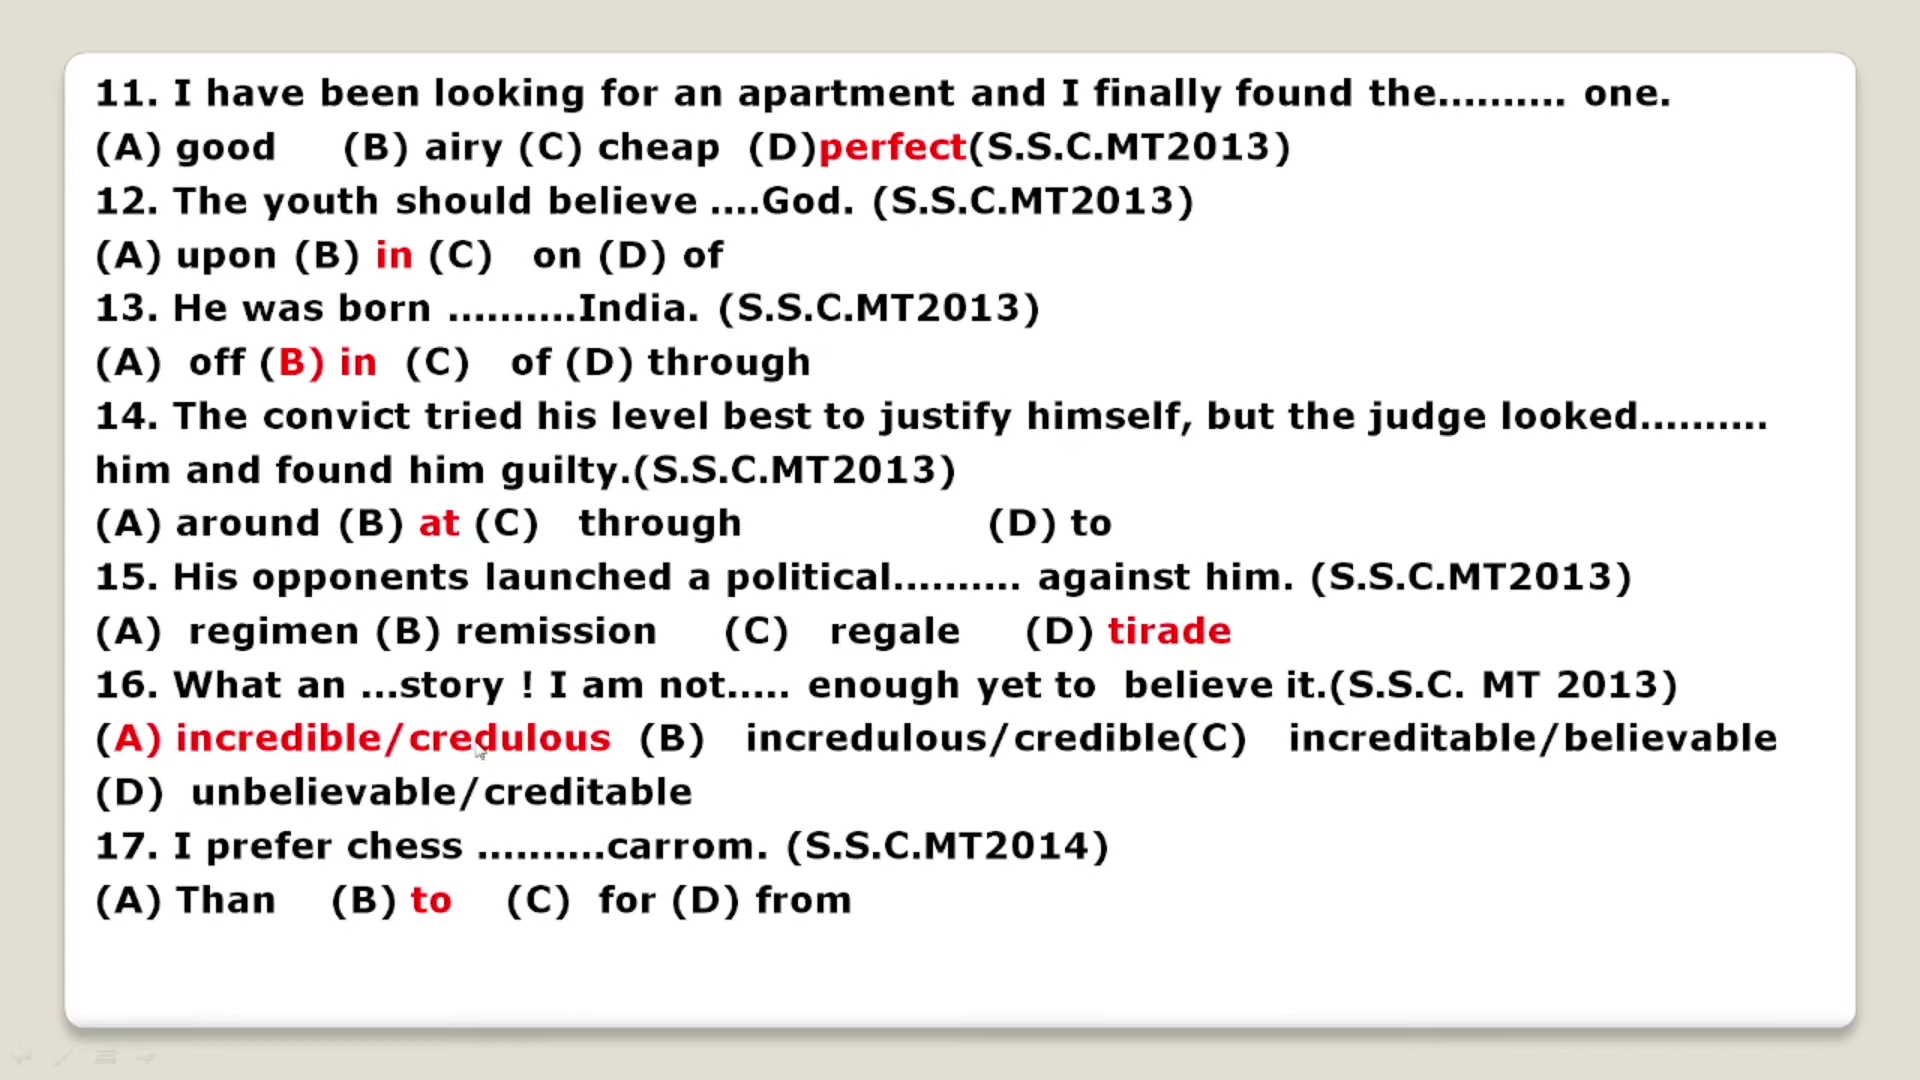 11. I have been looking for an apartment and I finally found the.......... one.
(A) good (B) airy (C) cheap (D)perfect(S.S.C.MT2013)
12. The youth should believe ....God. (S.S.C.MT2013)
(A) upon (B) in (C) on (D) of
13. He was born ..........India. (S.S.C.MT2013)
(A) off (B) in (C) of (D) through
14. The convict tried his level best to justify himself, but the judge looked..........
him and found him guilty.(S.S.C.MT2013)
(A) around (B) at (C) through (D) to
15. His opponents launched a political.......... against him. (S.S.C.MT2013)
(A) regimen (B) remission (C) regale (D) tirade
16. What an ...story ! I am not..... enough yet to believe it.(S.S.C. MT 2013)
(A) incredible/credulous (B) incredulous/credible(C) increditable/believable
(D) unbelievable/creditable
17. I prefer chess ..........carrom. (S.S.C.MT2014)
(A) Than (B) to (C) for (D) from